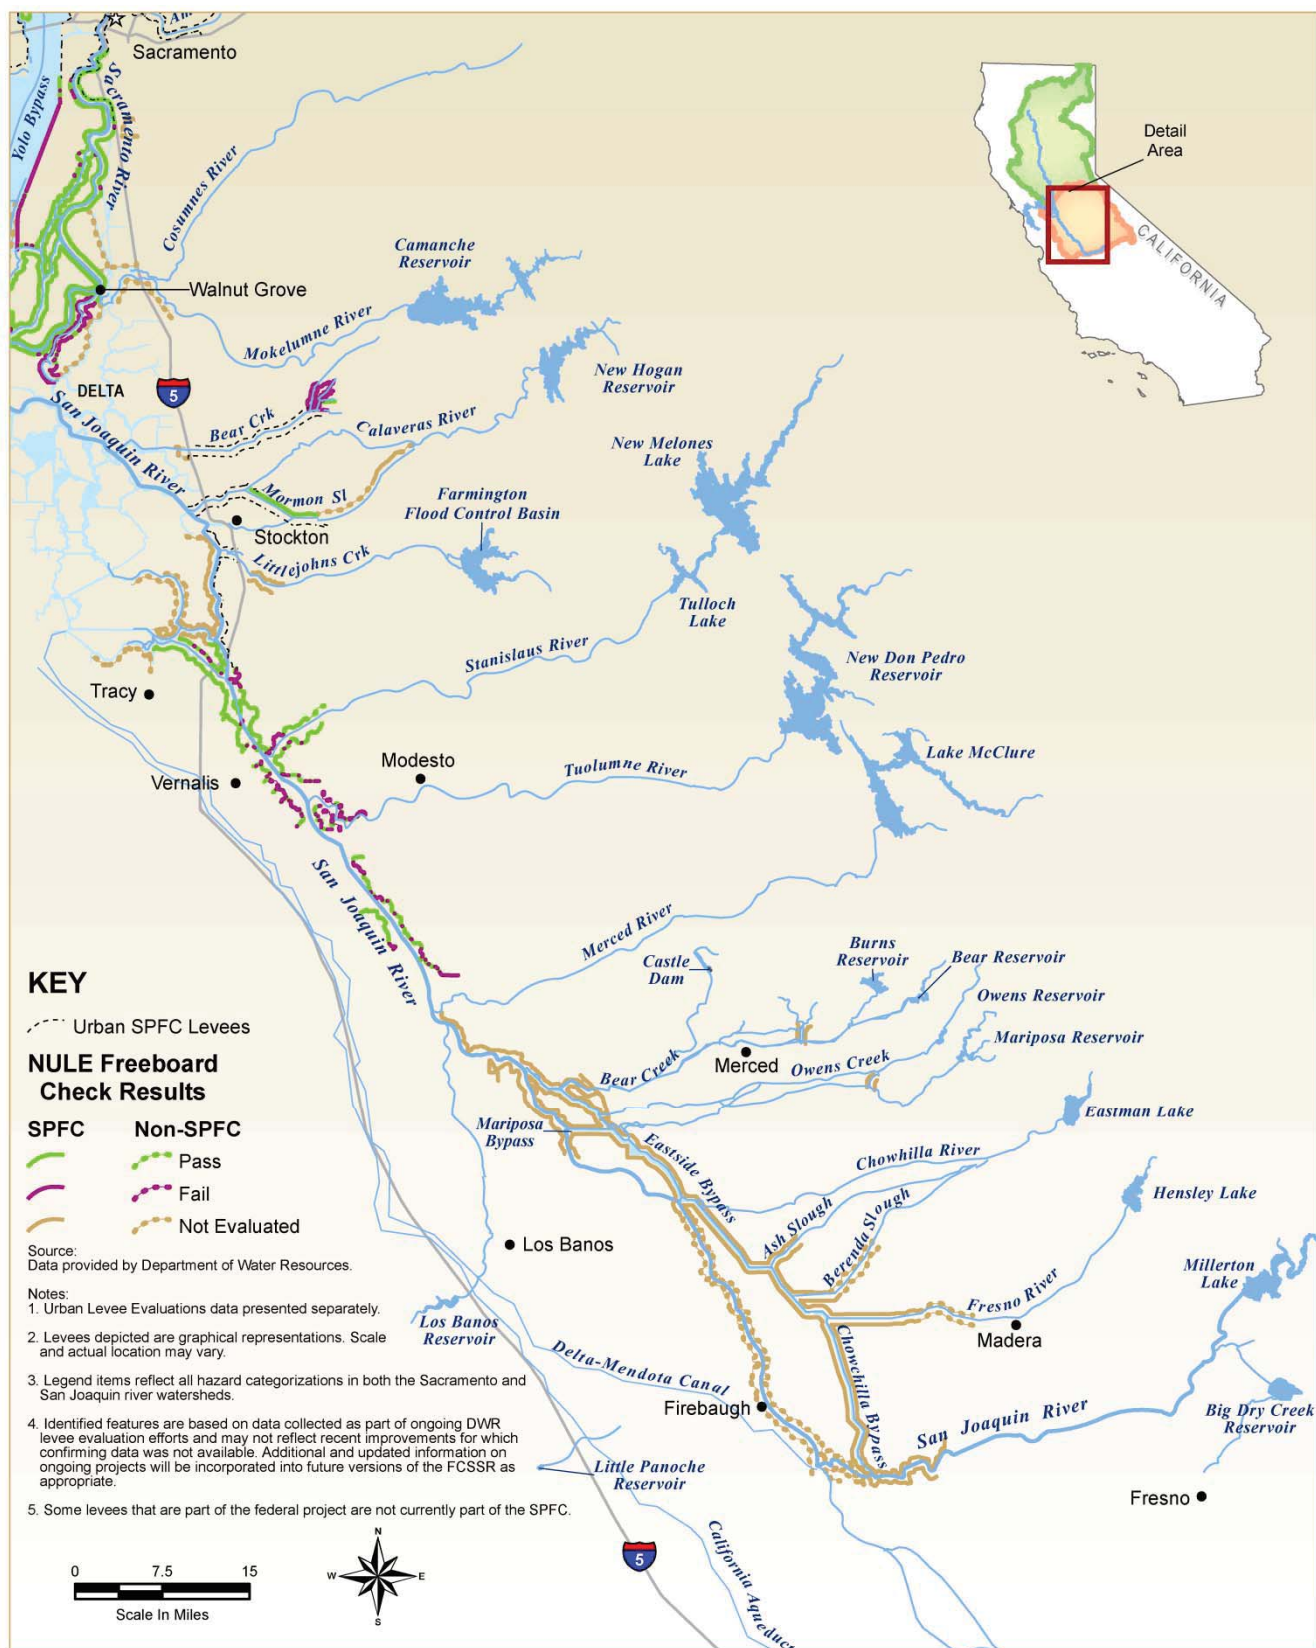 Sacramento
Am
Yolo Bypass
Sacramento River
Cosumnes River
Detail
Area
CALIFORNIA
Camanche
Reservoir
Walnut Grove
Mokelumne River
New Hogan
Reservoir
DELTA
5
San Joaquin River
Bear Crk
Calaveras River
New Melones
Lake
Mormon Sl
Farmington
Flood Control Basin
Stockton
Littlejohns Crk
Tulloch
Lake
Stanislaus River
New Don Pedro
Reservoir
Tracy
Lake McClure
Modesto
Tuolumne River
Vernalis
San Joaquin River
Merced River
Castle
Dam
Burns
Reservoir
Bear Reservoir
Owens Reservoir
Mariposa Reservoir
Bear Creek
Merced
Owens Creek
Eastman Lake
Mariposa
Bypass
Eastside Bypass
Chowhilla River
Hensley Lake
Ash Slough
Berenda Slough
Los Banos
Millerton
Lake
Fresno River
Madera
Los Banos
Reservoir
Delta-Mendota Canal
Chowchilla Bypass
Firebaugh
San Joaquin River
Big Dry Creek
Reservoir
Little Panoche
Reservoir
Fresno
5
California Aqueduct
KEY
Urban SPFC Levees
NULE Freeboard
Check Results
SPFC Non-SPFC
Pass
Fail
Not Evaluated
Source:
Data provided by Department of Water Resources.
Notes:
1. Urban Levee Evaluations data presented separately.
2. Levees depicted are graphical representations. Scale
and actual location may vary.
3. Legend items reflect all hazard categorizations in both the Sacramento and
San Joaquin river watersheds.
4. Identified features are based on data collected as part of ongoing DWR
levee evaluation efforts and may not reflect recent improvements for which
confirming data was not available. Additional and updated information on
ongoing projects will be incorporated into future versions of the FCSSR as
appropriate.
5. Some levees that are part of the federal project are not currently part of the SPFC.
0 7.5 15
Scale In Miles
N
W E
S